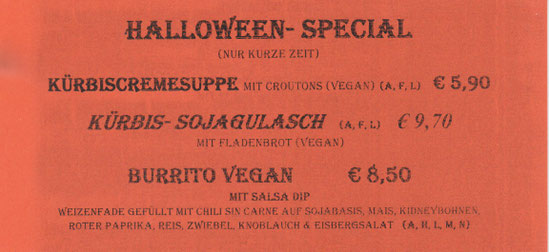 HALLOWEEN- SPECIAL
(NUR KURZE ZEIT)
KÜRBISCREMESUPPE MIT CROUTONS (VEGAN) (A, F, L) € 5,90
KÜRBIS- SOJAGULASCH (A, F, L) € 9,70
MIT FLADENBROT (VEGAN)
BURRITO VEGAN € 8,50
MIT SALSA DIP
WEIZENFADE GEFÜLLT MIT CHILI SIN CARNE AUF SOJABASIS, MAIS, KIDNEYBOHNEN,
ROTER PAPRIKA, REIS, ZWIEBEL, KNOBLAUCH & EISBERGSALAT (A, H, L, M, N)